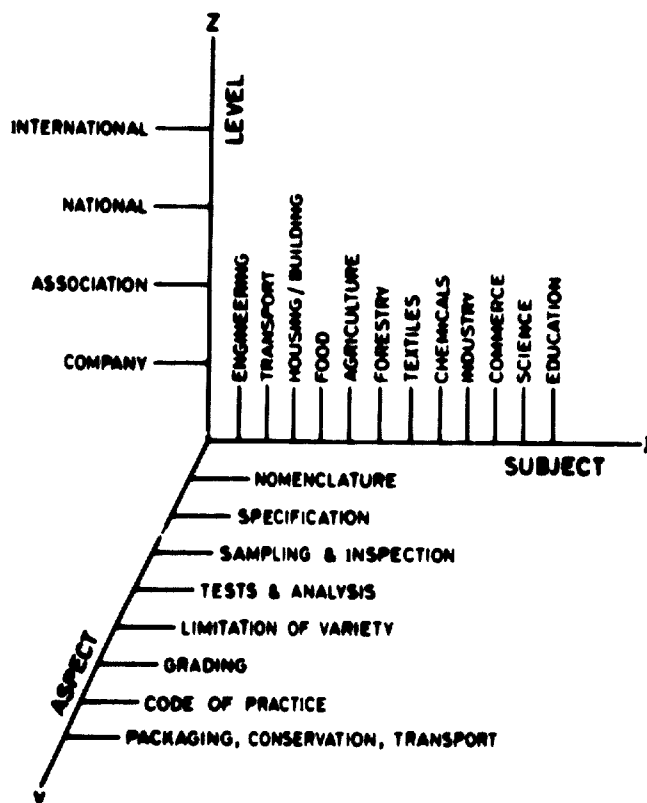 Z
LEVEL
INTERNATIONAL
NATIONAL
ASSOCIATION
COMPANY
ENGINEERING
TRANSPORT
HOUSING/BUILDING
FOOD
AGRICULTURE
FORESTRY
TEXTILES
CHEMICALS
INDUSTRY
COMMERCE
SCIENCE
EDUCATION
SUBJECT
NOMENCLATURE
SPECIFICATION
SAMPLING & INSPECTION
TESTS & ANALYSIS
LIMITATION OF VARIETY
GRADING
CODE OF PRACTICE
PACKAGING, CONSERVATION, TRANSPORT
ASPECT